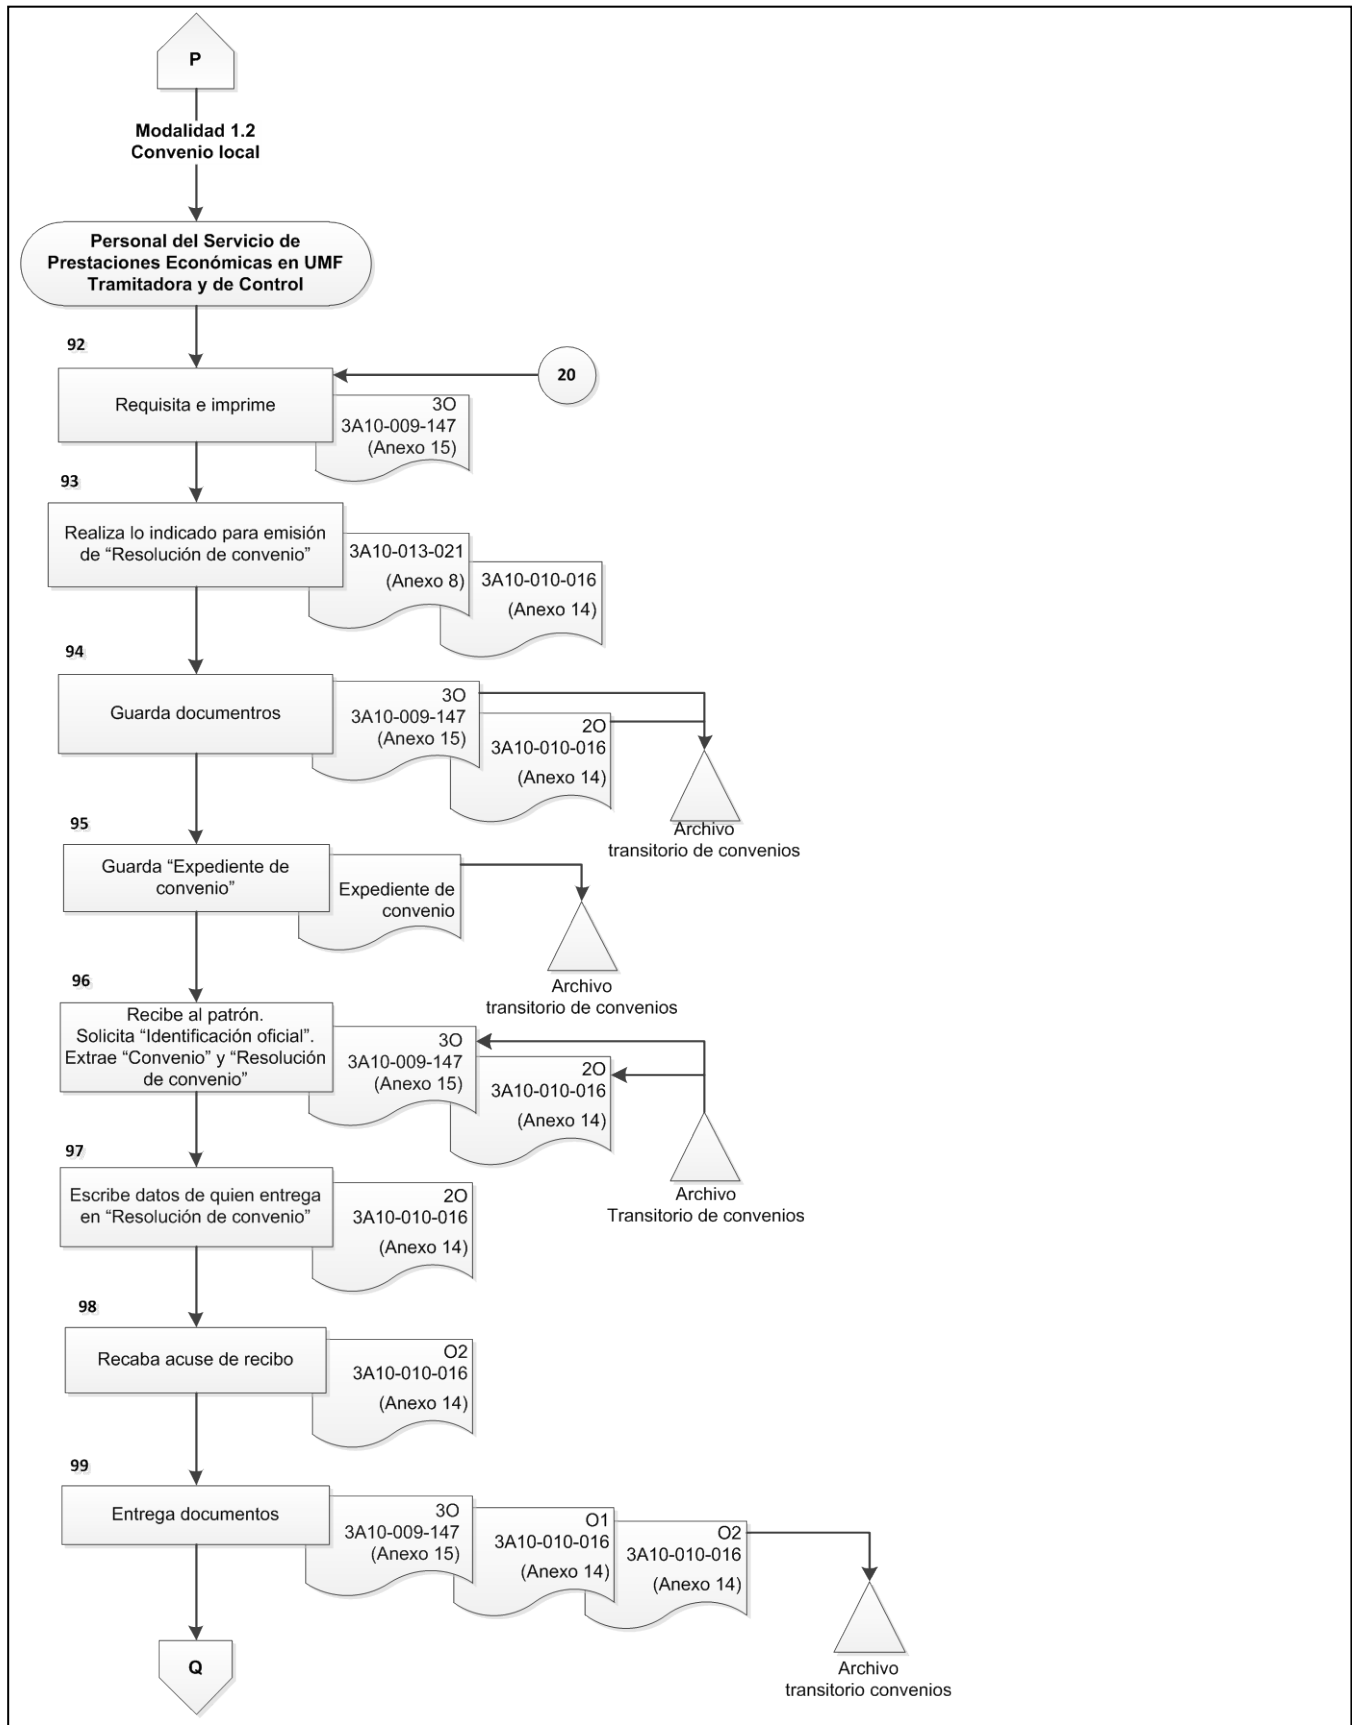 P
Modalidad 1.2
Convenio local
Personal del Servicio de
Prestaciones Económicas en UMF
Tramitadora y de Control
92
20
Requisita e imprime
3O
3A10-009-147
(Anexo 15)
93
Realiza lo indicado para emisión
de “Resolución de convenio”
3A10-013-021
(Anexo 8)
3A10-010-016
(Anexo 14)
94
Guarda documentros
3O
3A10-009-147
(Anexo 15)
2O
3A10-010-016
(Anexo 14)
Archivo
transitorio de convenios
95
Guarda “Expediente de
convenio”
Expediente de
convenio
Archivo
transitorio de convenios
96
Recibe al patrón.
Solicita “Identificación oficial”.
Extrae “Convenio” y “Resolución
de convenio”
3O
3A10-009-147
(Anexo 15)
2O
3A10-010-016
(Anexo 14)
Archivo
Transitorio de convenios
97
Escribe datos de quien entrega
en “Resolución de convenio”
2O
3A10-010-016
(Anexo 14)
98
Recaba acuse de recibo
O2
3A10-010-016
(Anexo 14)
99
Entrega documentos
3O
3A10-009-147
(Anexo 15)
O1
3A10-010-016
(Anexo 14)
O2
3A10-010-016
(Anexo 14)
Archivo
transitorio convenios
Q